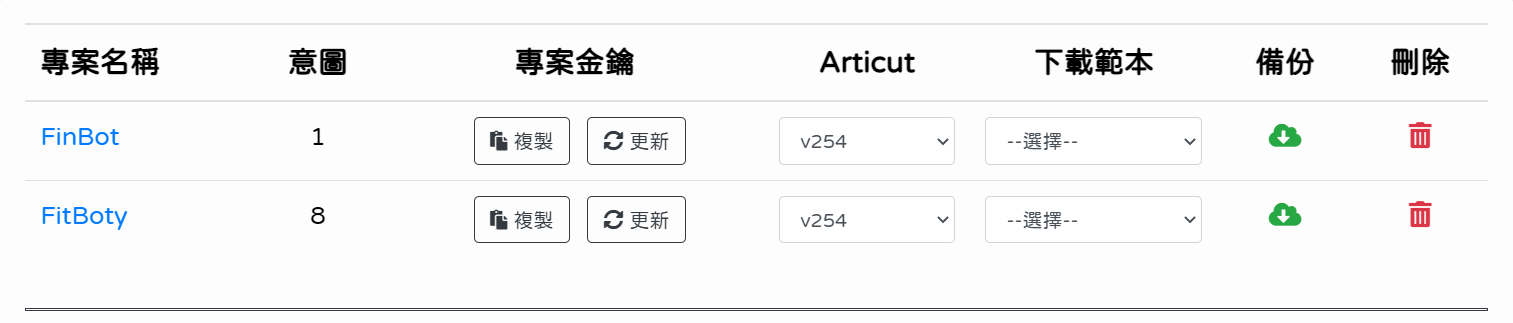 專案名稱 意圖 專案金鑰 Articut 下載範本 備份 刪除
FinBot 1 複製 更新 v254 --選擇--
FitBoty 8 複製 更新 v254 --選擇--